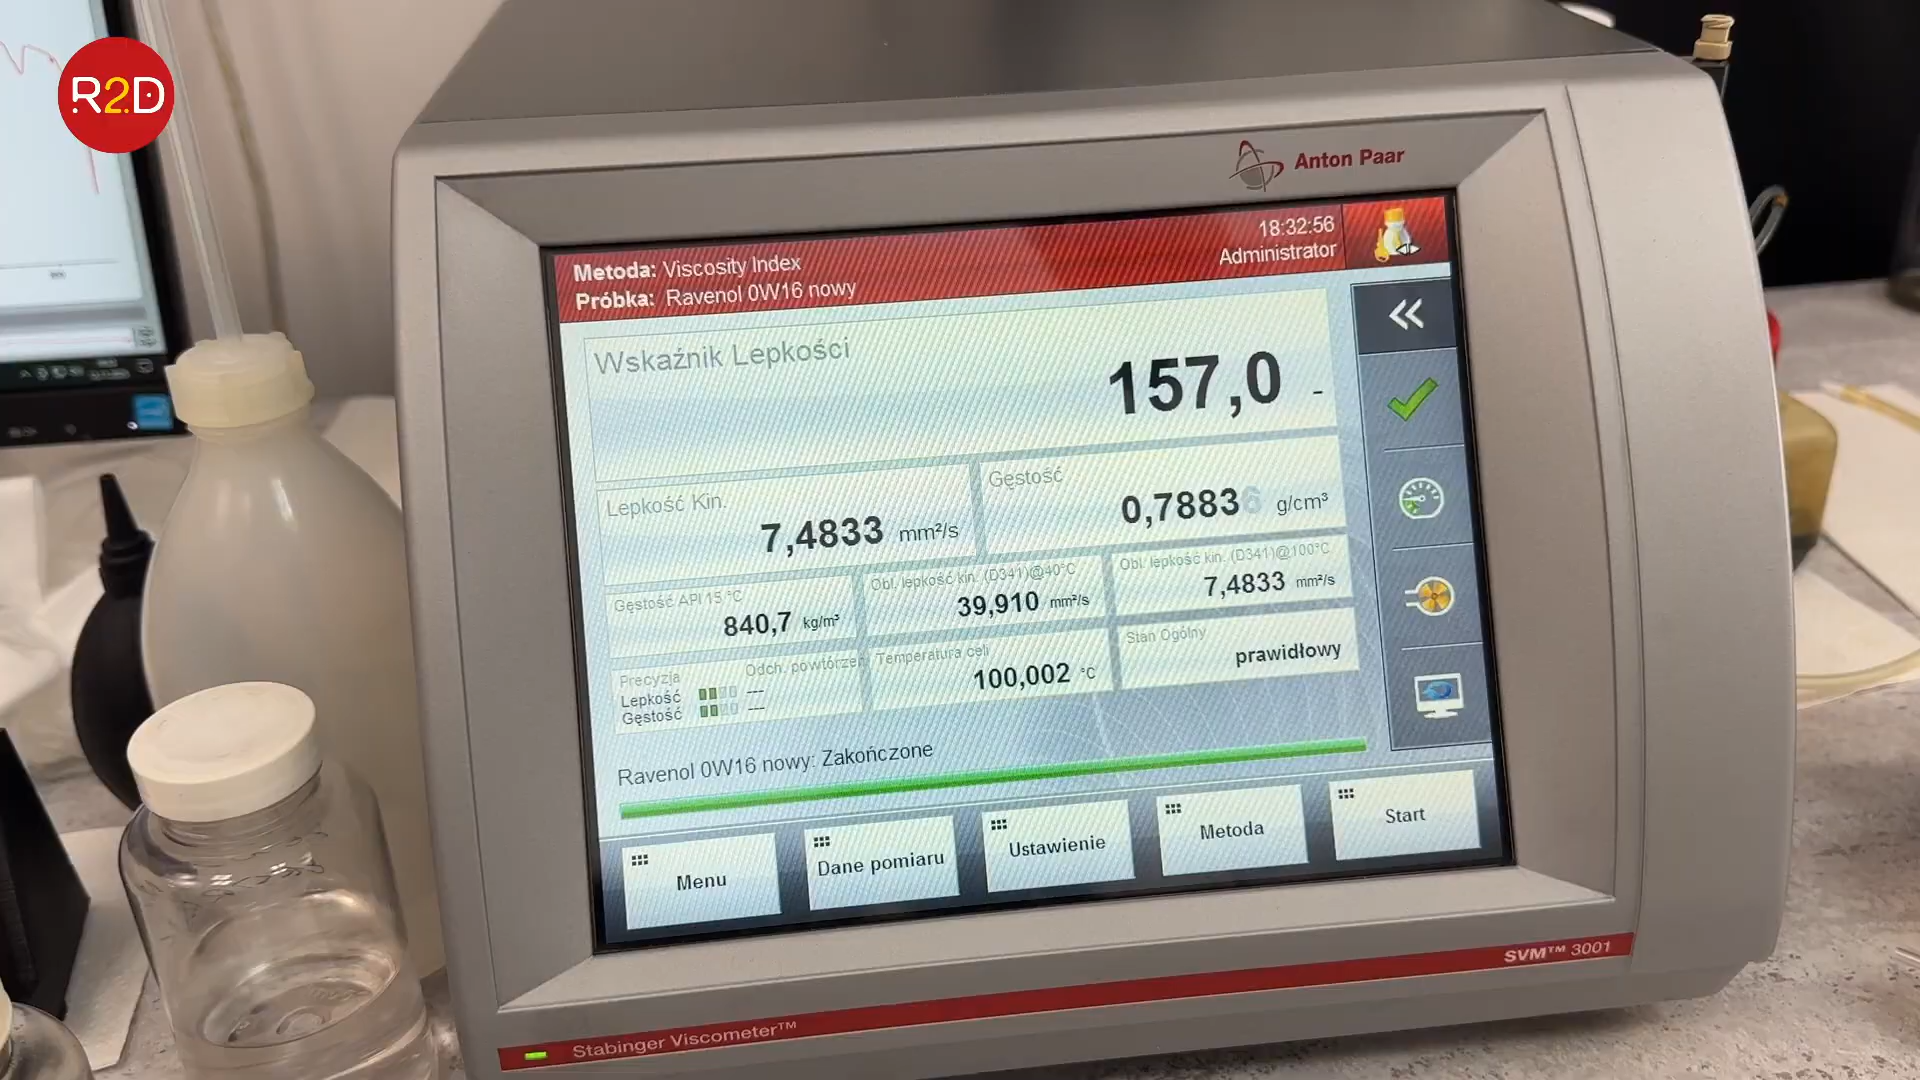 R2D
Anton Paar
Metoda: Viscosity Index
Próbka: Ravenol 0W16 nowy
18:32:56
Administrator
Wskaźnik Lepkości
157,0 -
Lepkość Kin.
7,4833 mm²/s
Gęstość
0,78836 g/cm³
Gęstość API 15 °C
840,7 kg/m³
Obl. lepkość kin. (D341)@40°C
39,910 mm²/s
Obl. lepkość kin. (D341)@100°C
7,4833 mm²/s
Precyzja
Odch. powtórzeń
Lepkość ---
Gęstość ---
Temperatura celi
100,002 °C
Stan Ogólny
prawidłowy
Ravenol 0W16 nowy: Zakończone
Menu
Dane pomiaru
Ustawienie
Metoda
Start
SVM™ 3001
Stabinger Viscometer™